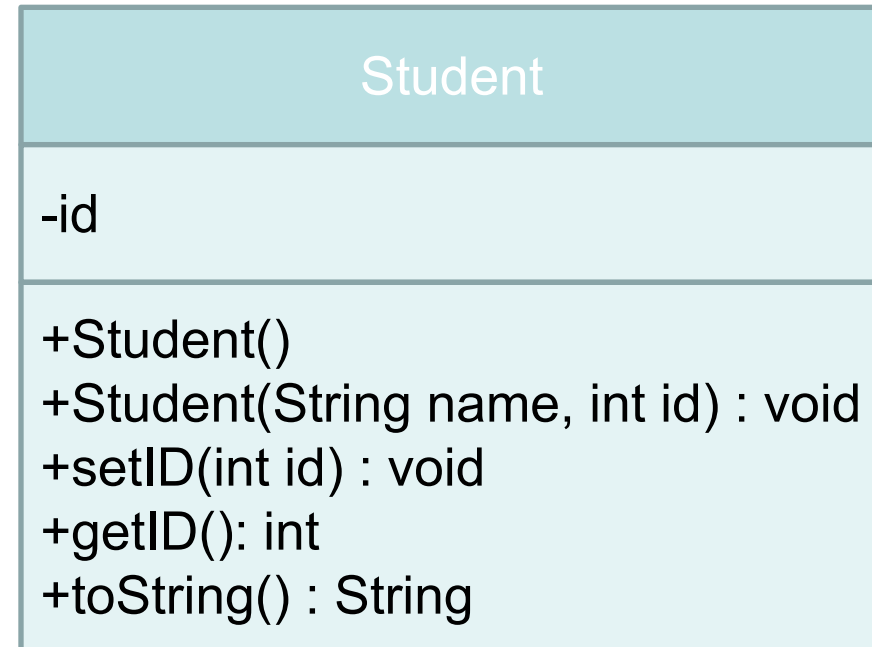 Student
-id
+Student()
+Student(String name, int id) : void
+setID(int id) : void
+getID(): int
+toString() : String